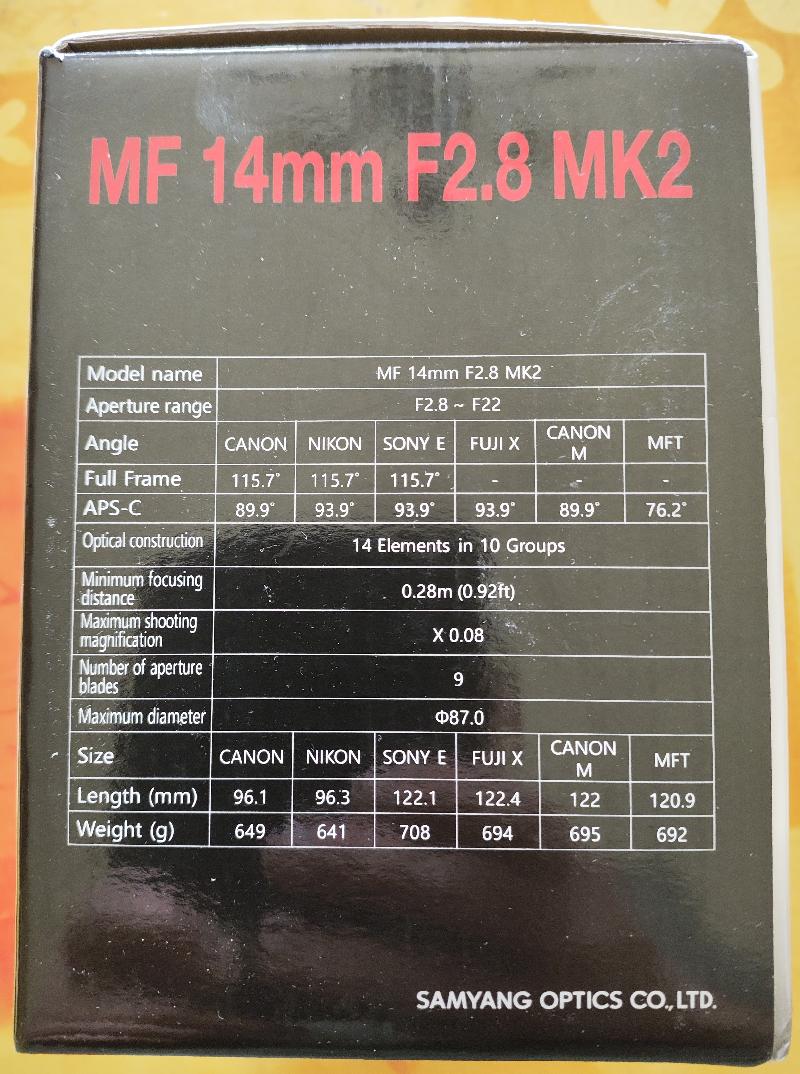 MF 14mm F2.8 MK2
Model name MF 14mm F2.8 MK2
Aperture range F2.8 ~ F22
Angle CANON NIKON SONY E FUJI X CANON M MFT
Full Frame 115.7° 115.7° 115.7° - - -
APS-C 89.9° 93.9° 93.9° 93.9° 89.9° 76.2°
Optical construction 14 Elements in 10 Groups
Minimum focusing
distance 0.28m (0.92ft)
Maximum shooting
magnification X 0.08
Number of aperture
blades 9
Maximum diameter Φ87.0
Size CANON NIKON SONY E FUJI X CANON M MFT
Length (mm) 96.1 96.3 122.1 122.4 122 120.9
Weight (g) 649 641 708 694 695 692
SAMYANG OPTICS CO., LTD.